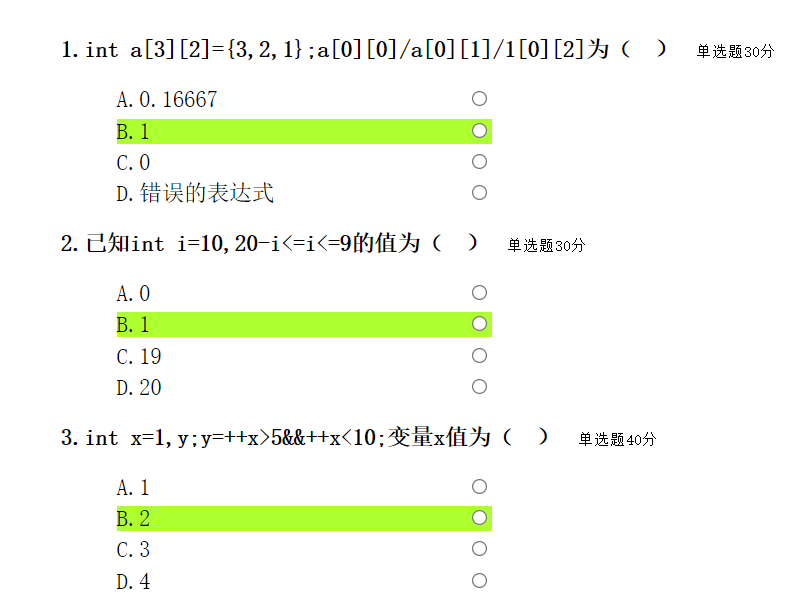 1.int a[3][2]={3,2,1};a[0][0]/a[0][1]/1[0][2]为（ ） 单选题30分
A.0.16667
B.1
C.0
D.错误的表达式
2.已知int i=10,20-i<=i<=9的值为（ ） 单选题30分
A.0
B.1
C.19
D.20
3.int x=1,y;y=++x>5&&++x<10;变量x值为（ ） 单选题40分
A.1
B.2
C.3
D.4